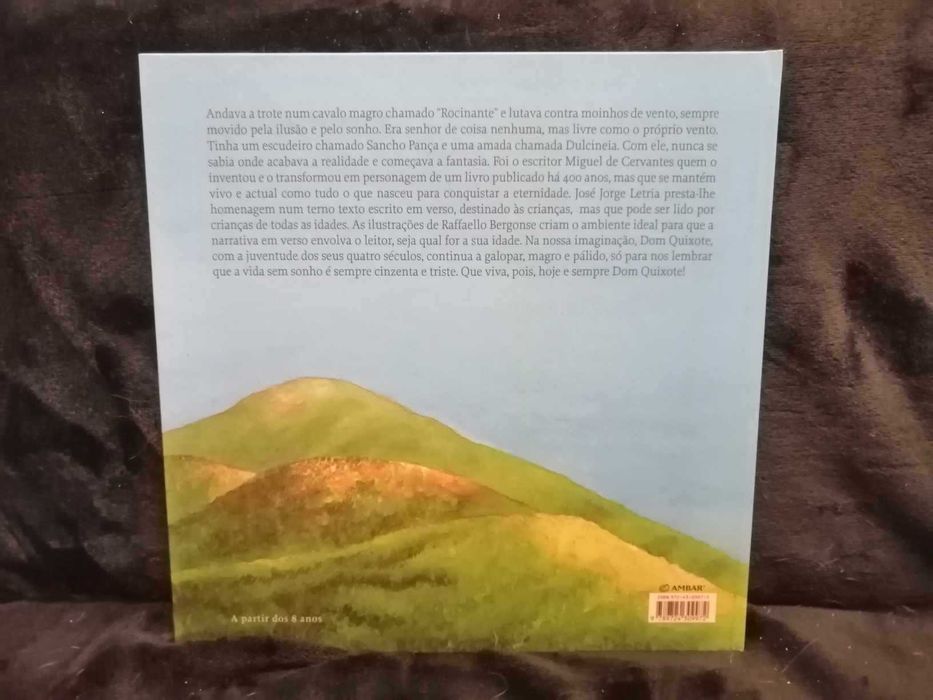 Andava a trote num cavalo magro chamado "Rocinante" e lutava contra moinhos de vento, sempre
movido pela ilusão e pelo sonho. Era senhor de coisa nenhuma, mas livre como o próprio vento.
Tinha um escudeiro chamado Sancho Pança e uma amada chamada Dulcineia. Com ele, nunca se
sabia onde acabava a realidade e começava a fantasia. Foi o escritor Miguel de Cervantes quem o
inventou e o transformou em personagem de um livro publicado há 400 anos, mas que se mantém
vivo e actual como tudo o que nasceu para conquistar a eternidade. José Jorge Letria presta-lhe
homenagem num terno texto escrito em verso, destinado às crianças, mas que pode ser lido por
crianças de todas as idades. As ilustrações de Raffaello Bergonse criam o ambiente ideal para que a
narrativa em verso envolva o leitor, seja qual for a sua idade. Na nossa imaginação, Dom Quixote,
com a juventude dos seus quatro séculos, continua a galopar, magro e pálido, só para nos lembrar
que a vida sem sonho é sempre cinzenta e triste. Que viva, pois, hoje e sempre Dom Quixote!
AMBAR
ISBN
A partir dos 8 anos